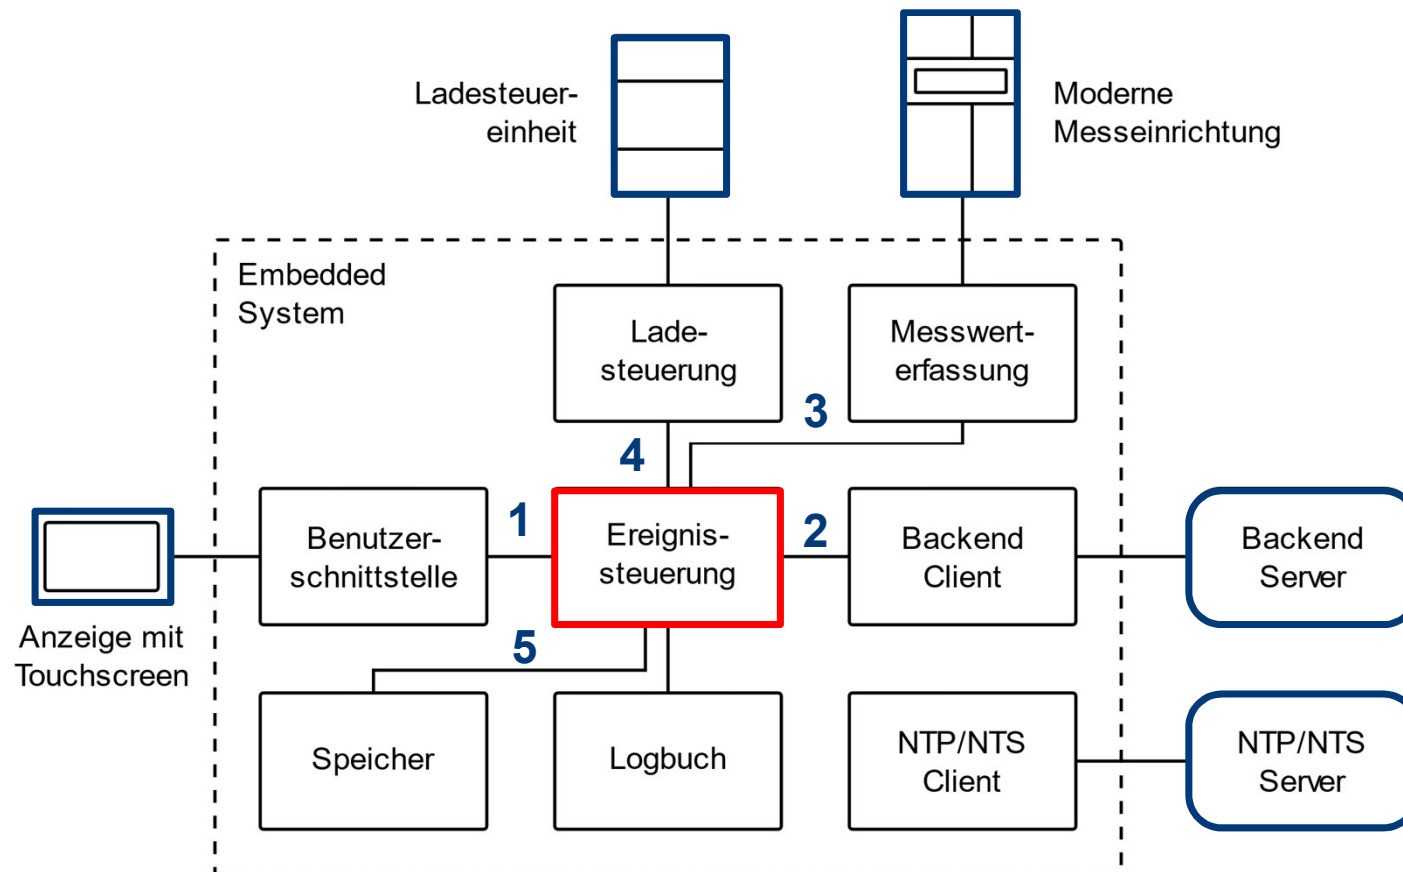 Ladesteuer-
einheit
Moderne
Messeinrichtung
Embedded
System
Lade-
steuerung
Messwert-
erfassung
3
4
Benutzer-
schnittstelle
1
Ereignis-
steuerung
2
Backend
Client
Backend
Server
Anzeige mit
Touchscreen
5
Speicher
Logbuch
NTP/NTS
Client
NTP/NTS
Server